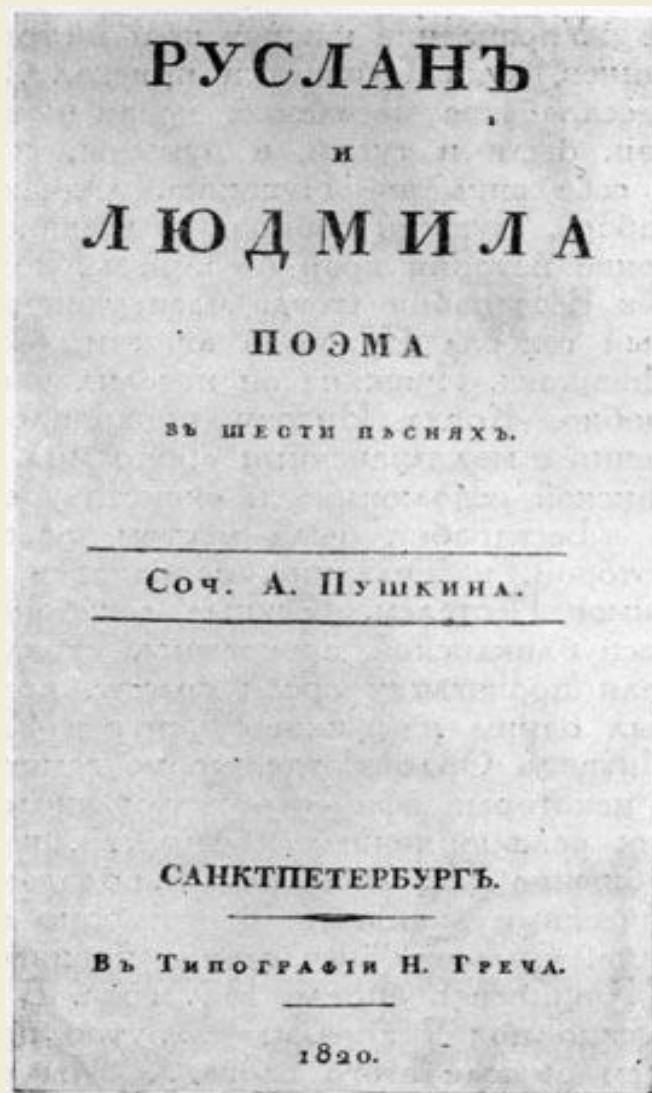 РУСЛАНЪ
И
ЛЮДМИЛА
ПОЭМА
ВЪ ШЕСТИ ПѢСНЯХЪ.
Соч. А. Пушкина.
САНКТПЕТЕРБУРГЪ.
Въ Типографіи Н. Греча.
1820.